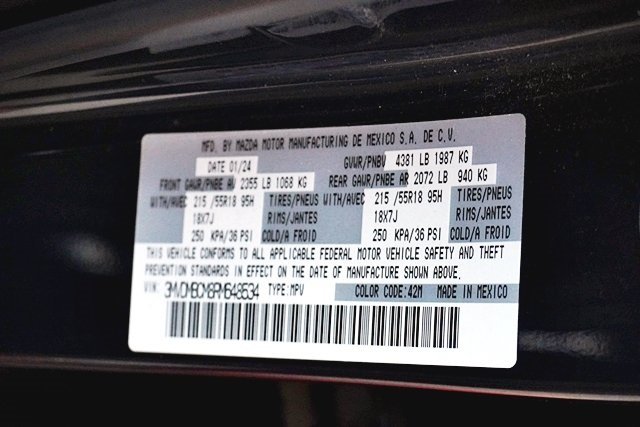 MFD. BY MAZDA MOTOR MANUFACTURING DE MEXICO S.A. DE C.V.
DATE 01/24 GVWR/PNBV 4381 LB 1987 KG
FRONT GAWR/PNBE AV 2355 LB 1068 KG REAR GAWR/PNBE AR 2072 LB 940 KG
WITH/AVEC 215 /55R18 95H TIRES/PNEUS WITH/AVEC 215 /55R18 95H TIRES/PNEUS
18X7J RIMS/JANTES 18X7J RIMS/JANTES
250 KPA/36 PSI COLD/A FROID 250 KPA/36 PSI COLD/A FROID
THIS VEHICLE CONFORMS TO ALL APPLICABLE FEDERAL MOTOR VEHICLE SAFETY AND THEFT
PREVENTION STANDARDS IN EFFECT ON THE DATE OF MANUFACTURE SHOWN ABOVE.
VIN: TYPE: MPV COLOR CODE: 42M MADE IN MEXICO